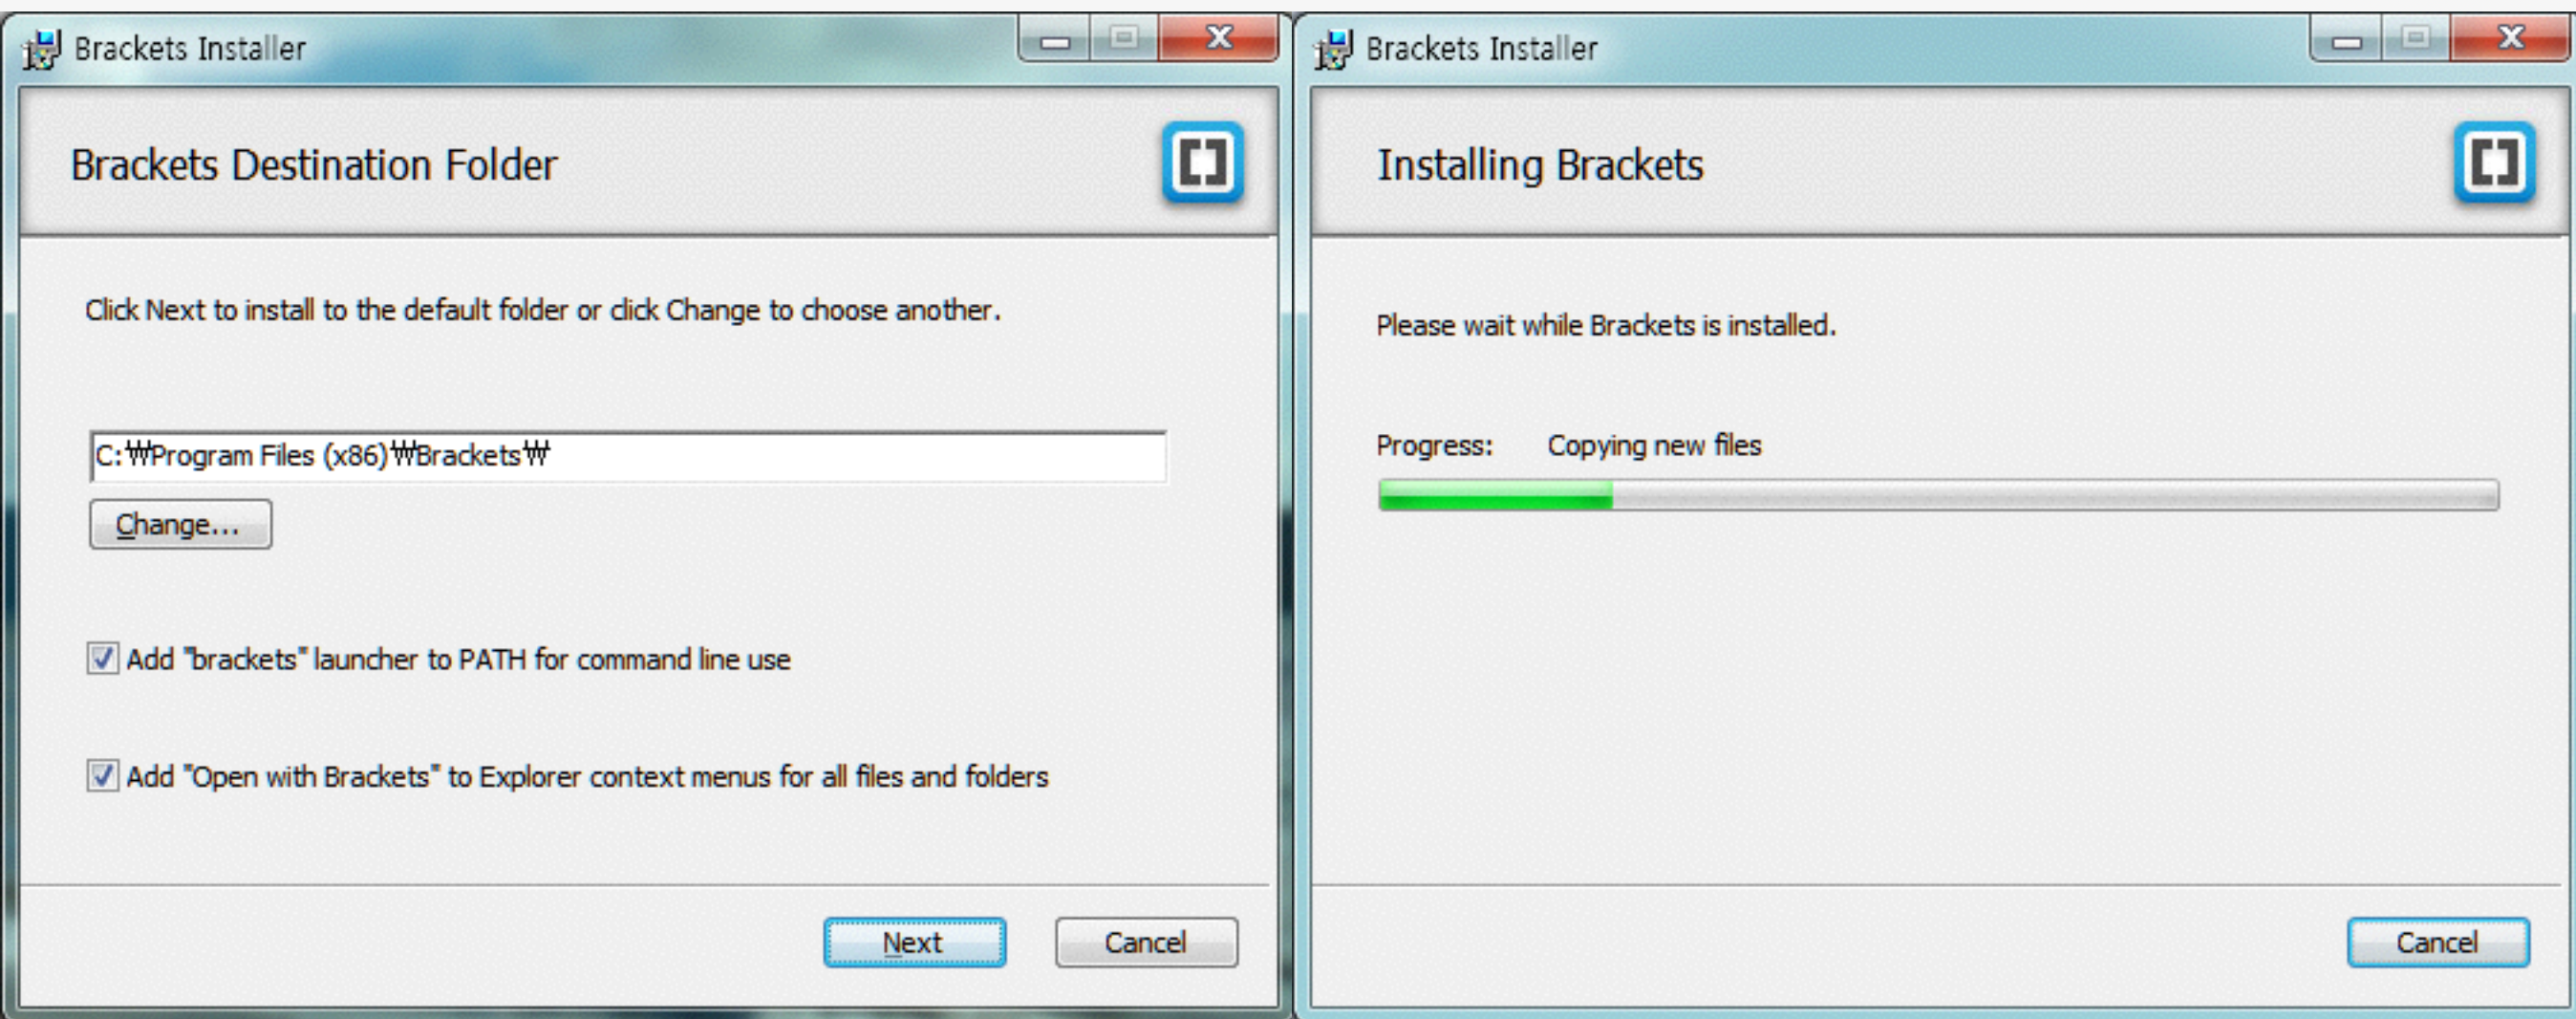 Brackets Installer
Brackets Destination Folder
Click Next to install to the default folder or click Change to choose another.
C:₩Program Files (x86)₩Brackets₩
Change...
Add "brackets" launcher to PATH for command line use
Add "Open with Brackets" to Explorer context menus for all files and folders
Next
Cancel
Brackets Installer
Installing Brackets
Please wait while Brackets is installed.
Progress: Copying new files
Cancel